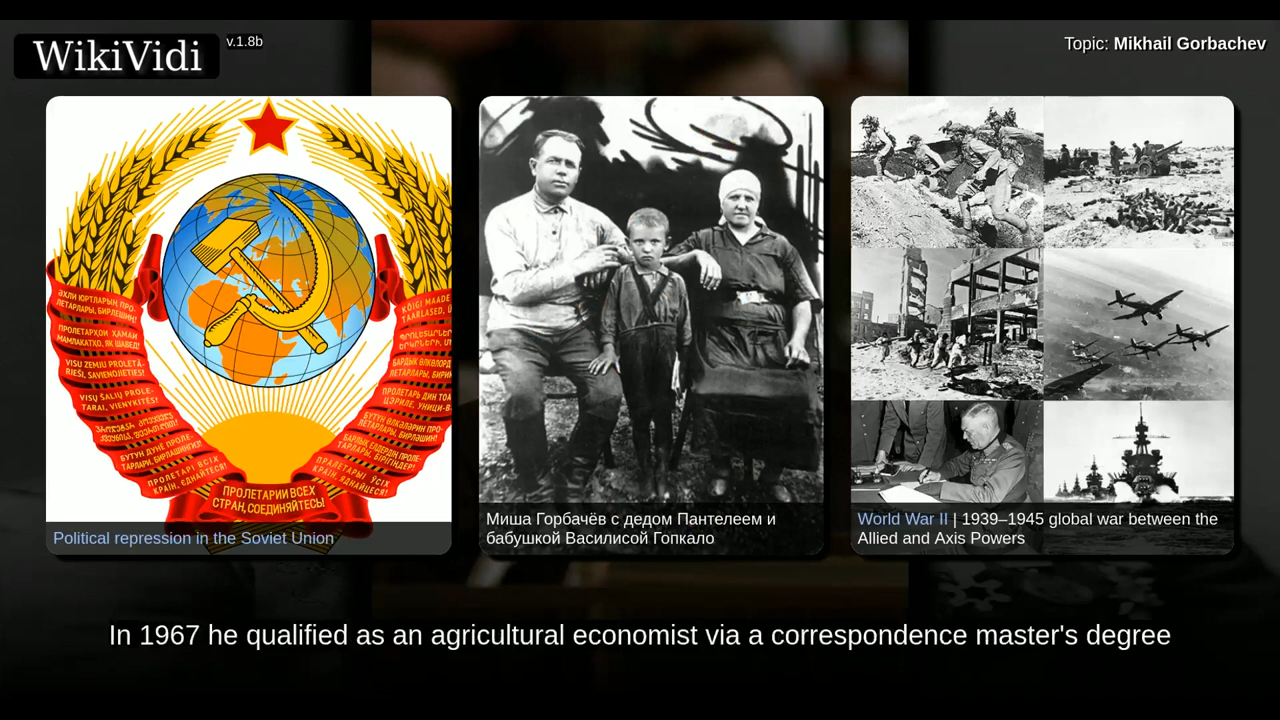 WikiVidi
v.1.8b
Topic: Mikhail Gorbachev
ПРОЛЕТАРИИ ВСЕХ
СТРАН, СОЕДИНЯЙТЕСЬ!
Political repression in the Soviet Union
Миша Горбачёв с дедом Пантелеем и
бабушкой Василисой Гопкало
World War II | 1939–1945 global war between the
Allied and Axis Powers
In 1967 he qualified as an agricultural economist via a correspondence master's degree